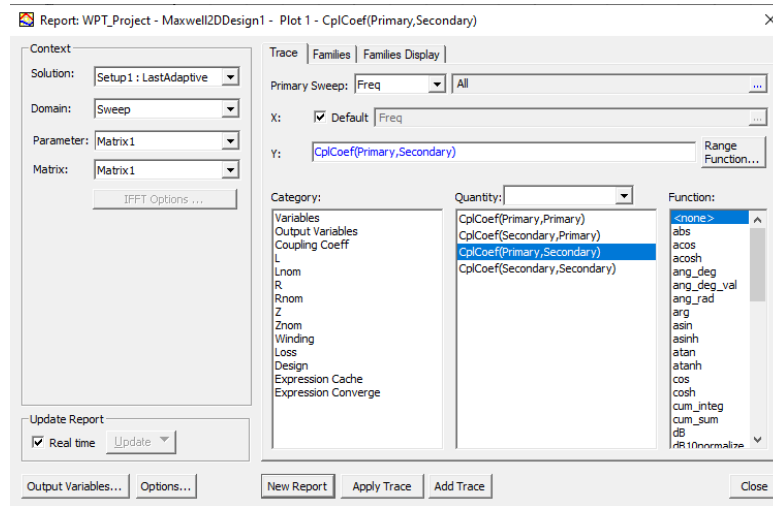 Report: WPT_Project - Maxwell2DDesign1 - Plot 1 - CplCoef(Primary,Secondary)
Context
Solution: Setup1 : LastAdaptive
Domain: Sweep
Parameter: Matrix1
Matrix: Matrix1
IFFT Options ...
Update Report
Real time Update
Output Variables... Options...
Trace Families Families Display
Primary Sweep: Freq All ...
X: Default Freq ...
Y: CplCoef(Primary,Secondary) Range Function...
Category:
Variables
Output Variables
Coupling Coeff
L
Lnom
R
Rnom
Z
Znom
Winding
Loss
Design
Expression Cache
Expression Converge
Quantity:
CplCoef(Primary,Primary)
CplCoef(Secondary,Primary)
CplCoef(Primary,Secondary)
CplCoef(Secondary,Secondary)
Function:
<none>
abs
acos
acosh
ang_deg
ang_deg_val
ang_rad
arg
asin
asinh
atan
atanh
cos
cosh
cum_integ
cum_sum
dB
dB10normalize
New Report Apply Trace Add Trace Close